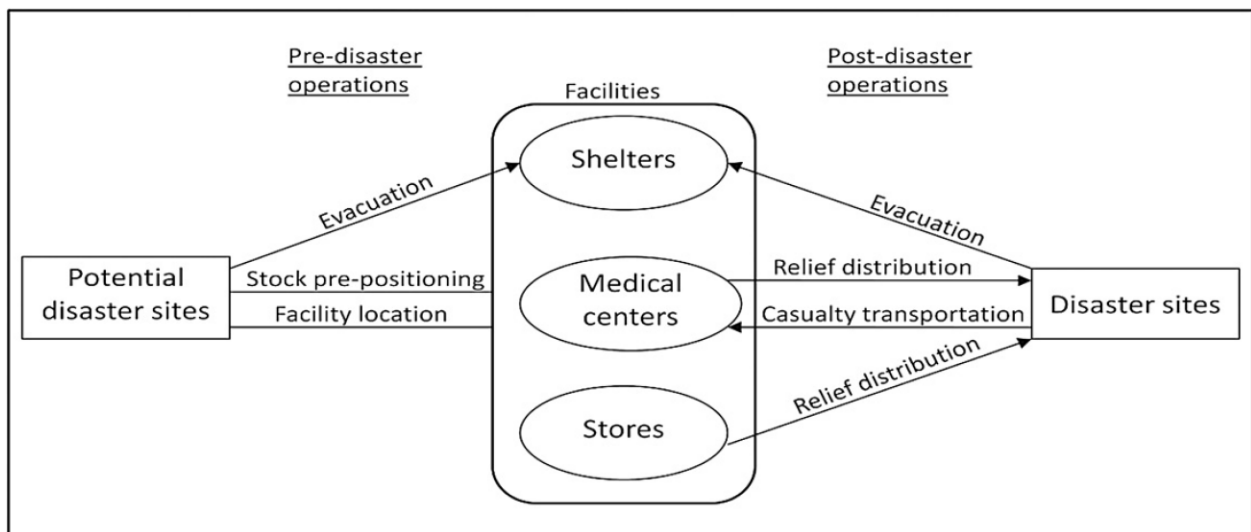 Pre-disaster
operations
Post-disaster
operations
Facilities
Shelters
Evacuation
Evacuation
Potential
disaster sites
Stock pre-positioning
Facility location
Medical
centers
Relief distribution
Casualty transportation
Disaster sites
Relief distribution
Stores